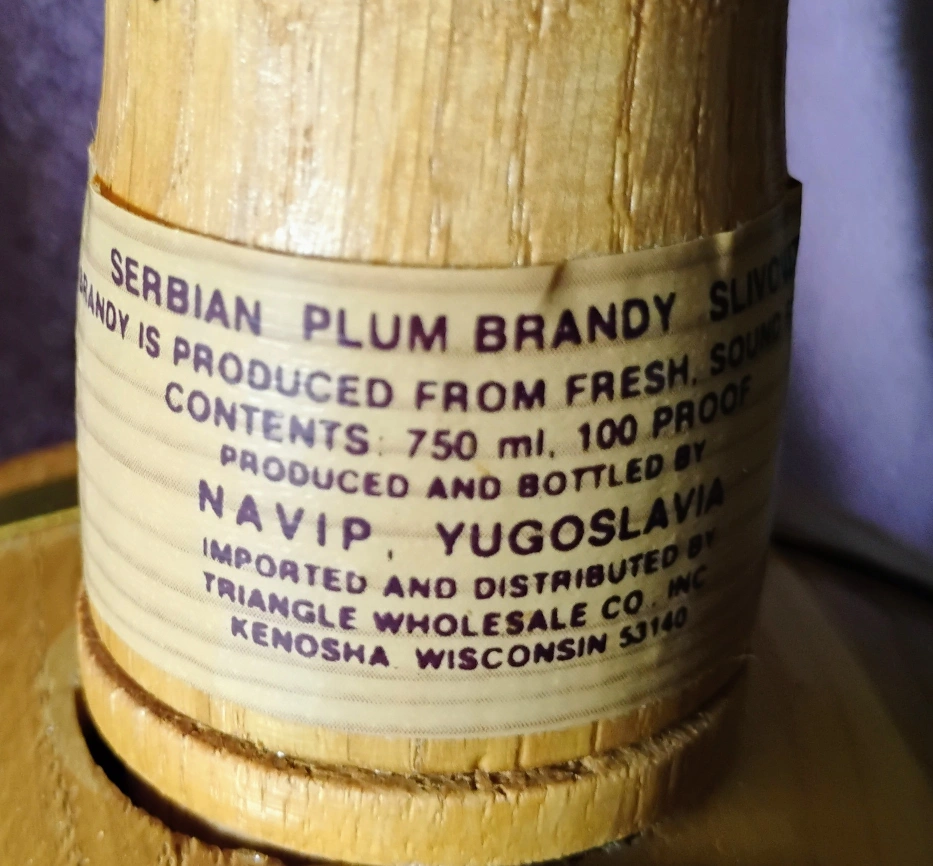 SERBIAN PLUM BRANDY
BRANDY IS PRODUCED FROM FRESH, SOUND
CONTENTS: 750 ml. 100 PROOF
PRODUCED AND BOTTLED BY
NAVIP, YUGOSLAVIA
IMPORTED AND DISTRIBUTED BY
TRIANGLE WHOLESALE CO. INC
KENOSHA WISCONSIN 53140